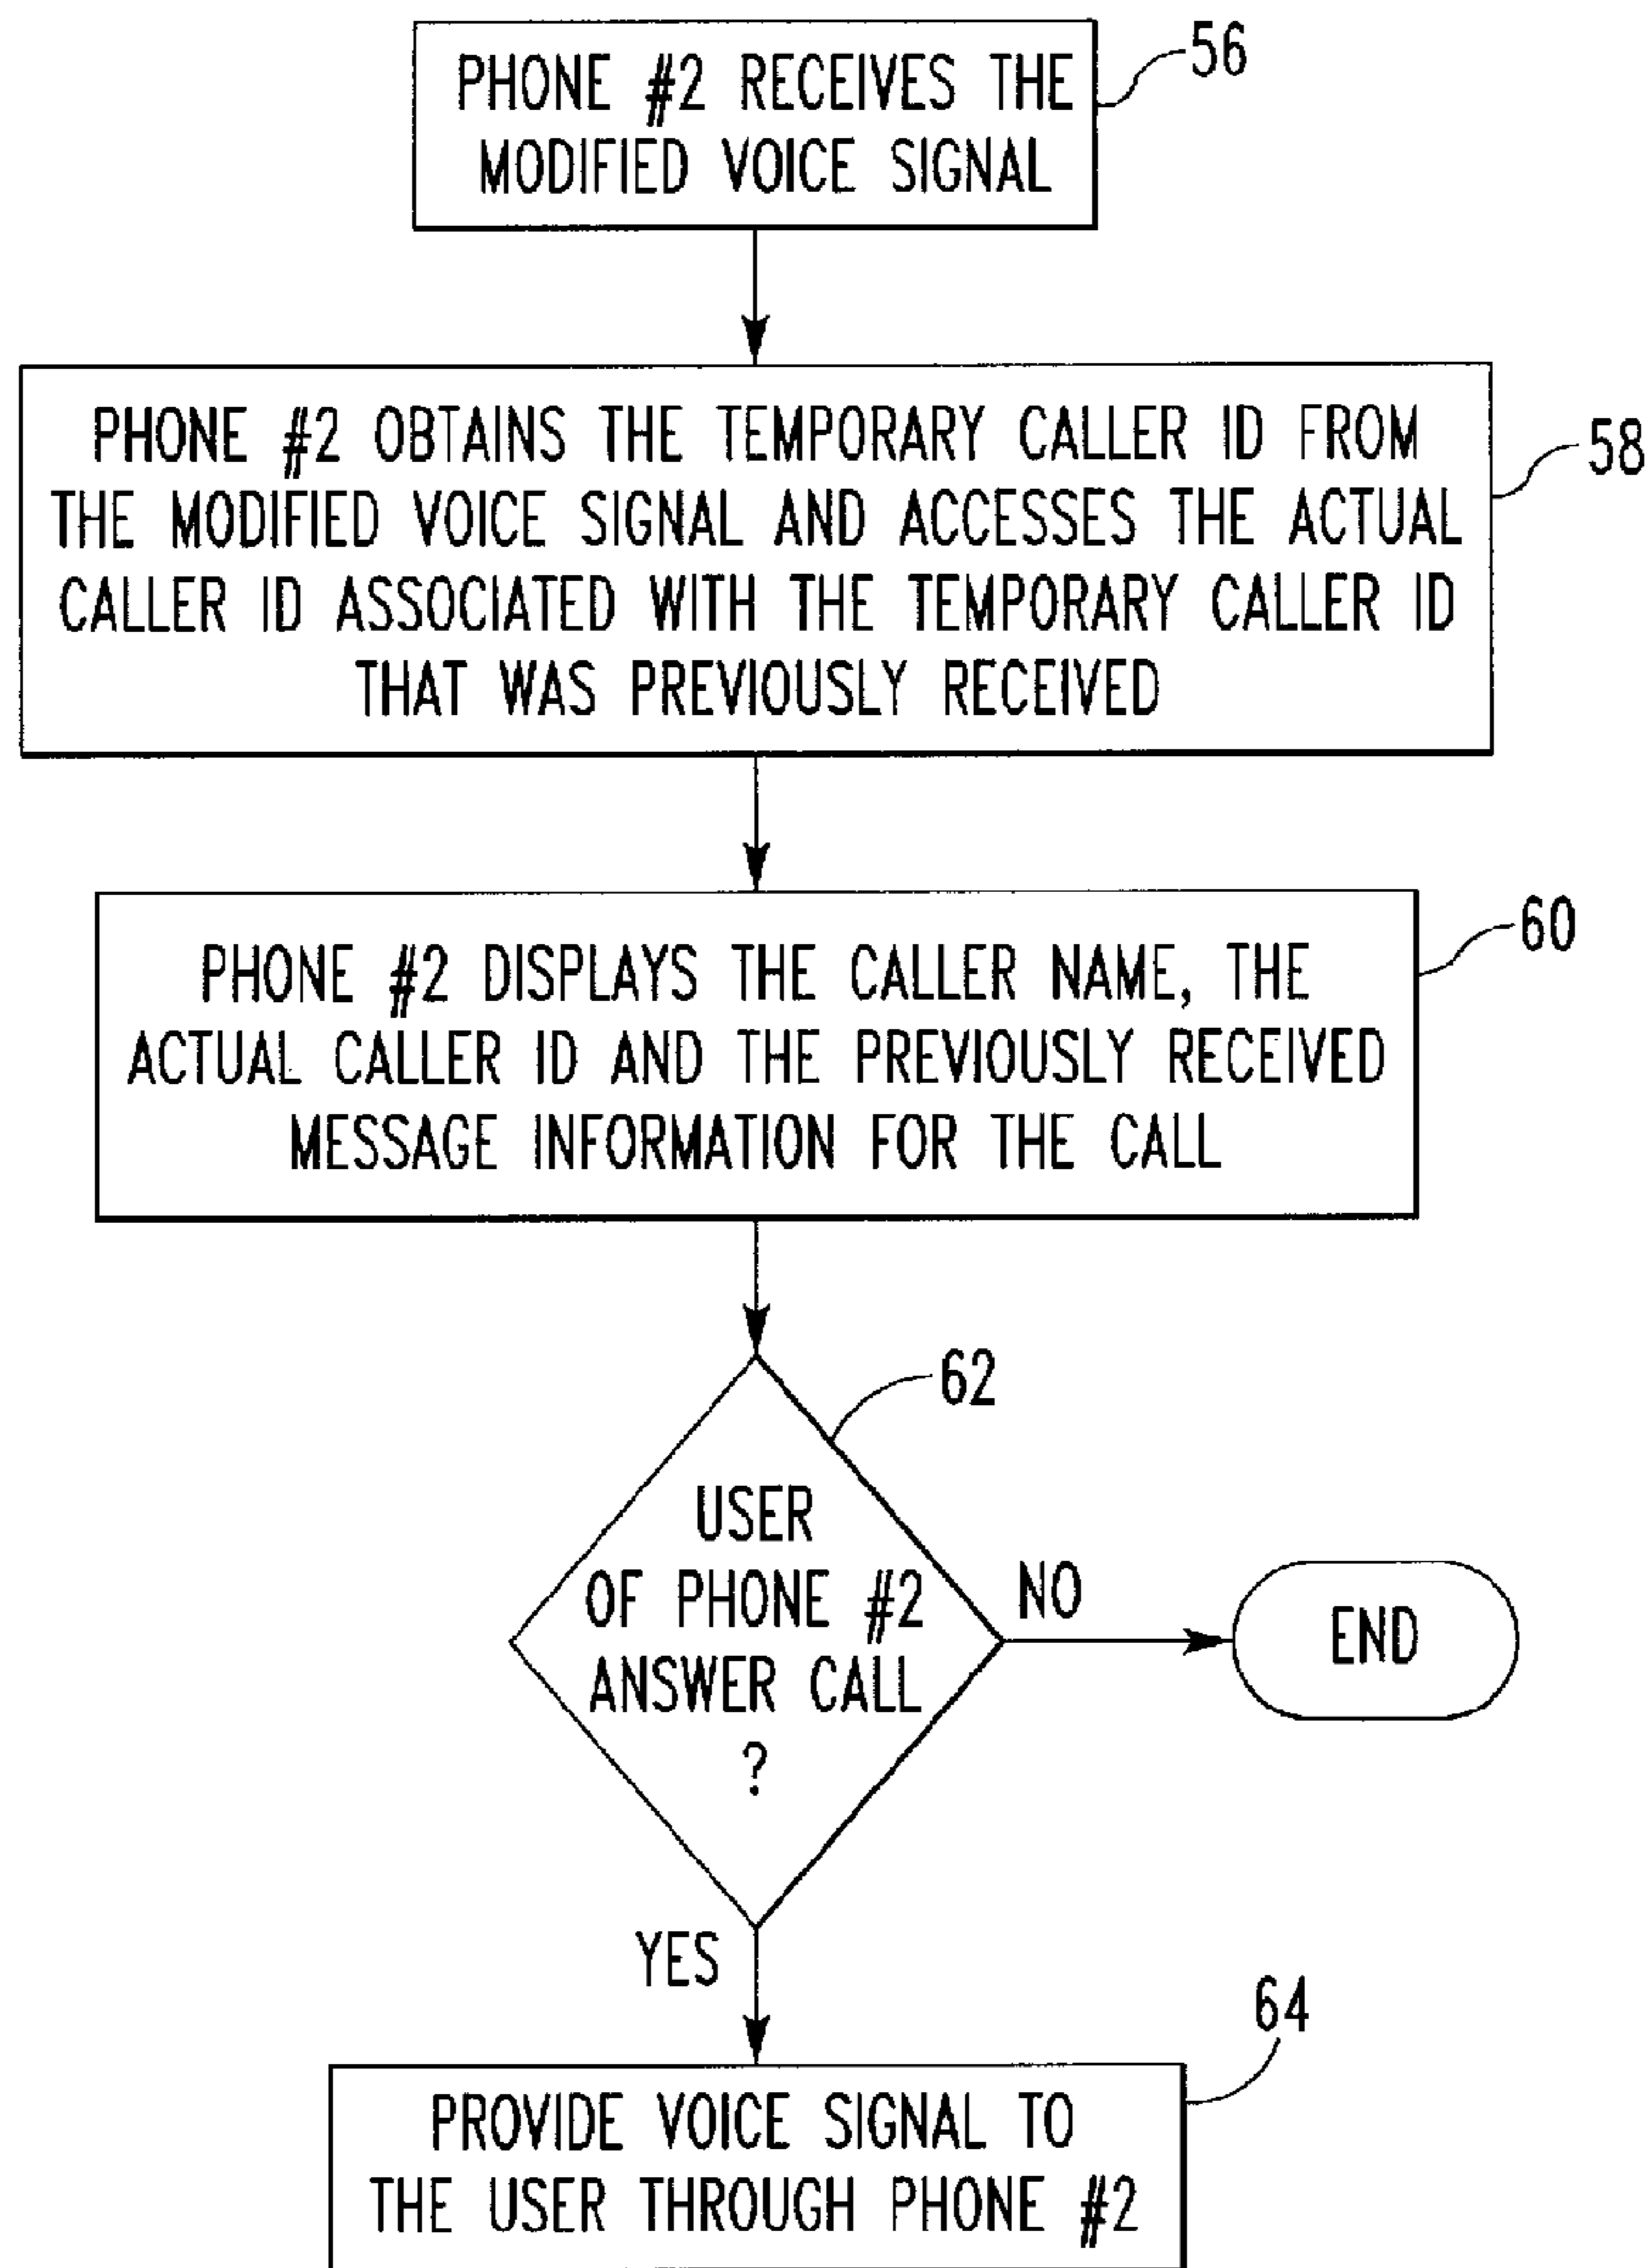 PHONE #2 RECEIVES THE
MODIFIED VOICE SIGNAL
56
PHONE #2 OBTAINS THE TEMPORARY CALLER ID FROM
THE MODIFIED VOICE SIGNAL AND ACCESSES THE ACTUAL
CALLER ID ASSOCIATED WITH THE TEMPORARY CALLER ID
THAT WAS PREVIOUSLY RECEIVED
58
PHONE #2 DISPLAYS THE CALLER NAME, THE
ACTUAL CALLER ID AND THE PREVIOUSLY RECEIVED
MESSAGE INFORMATION FOR THE CALL
60
62
USER
OF PHONE #2
ANSWER CALL
?
NO
END
YES
64
PROVIDE VOICE SIGNAL TO
THE USER THROUGH PHONE #2